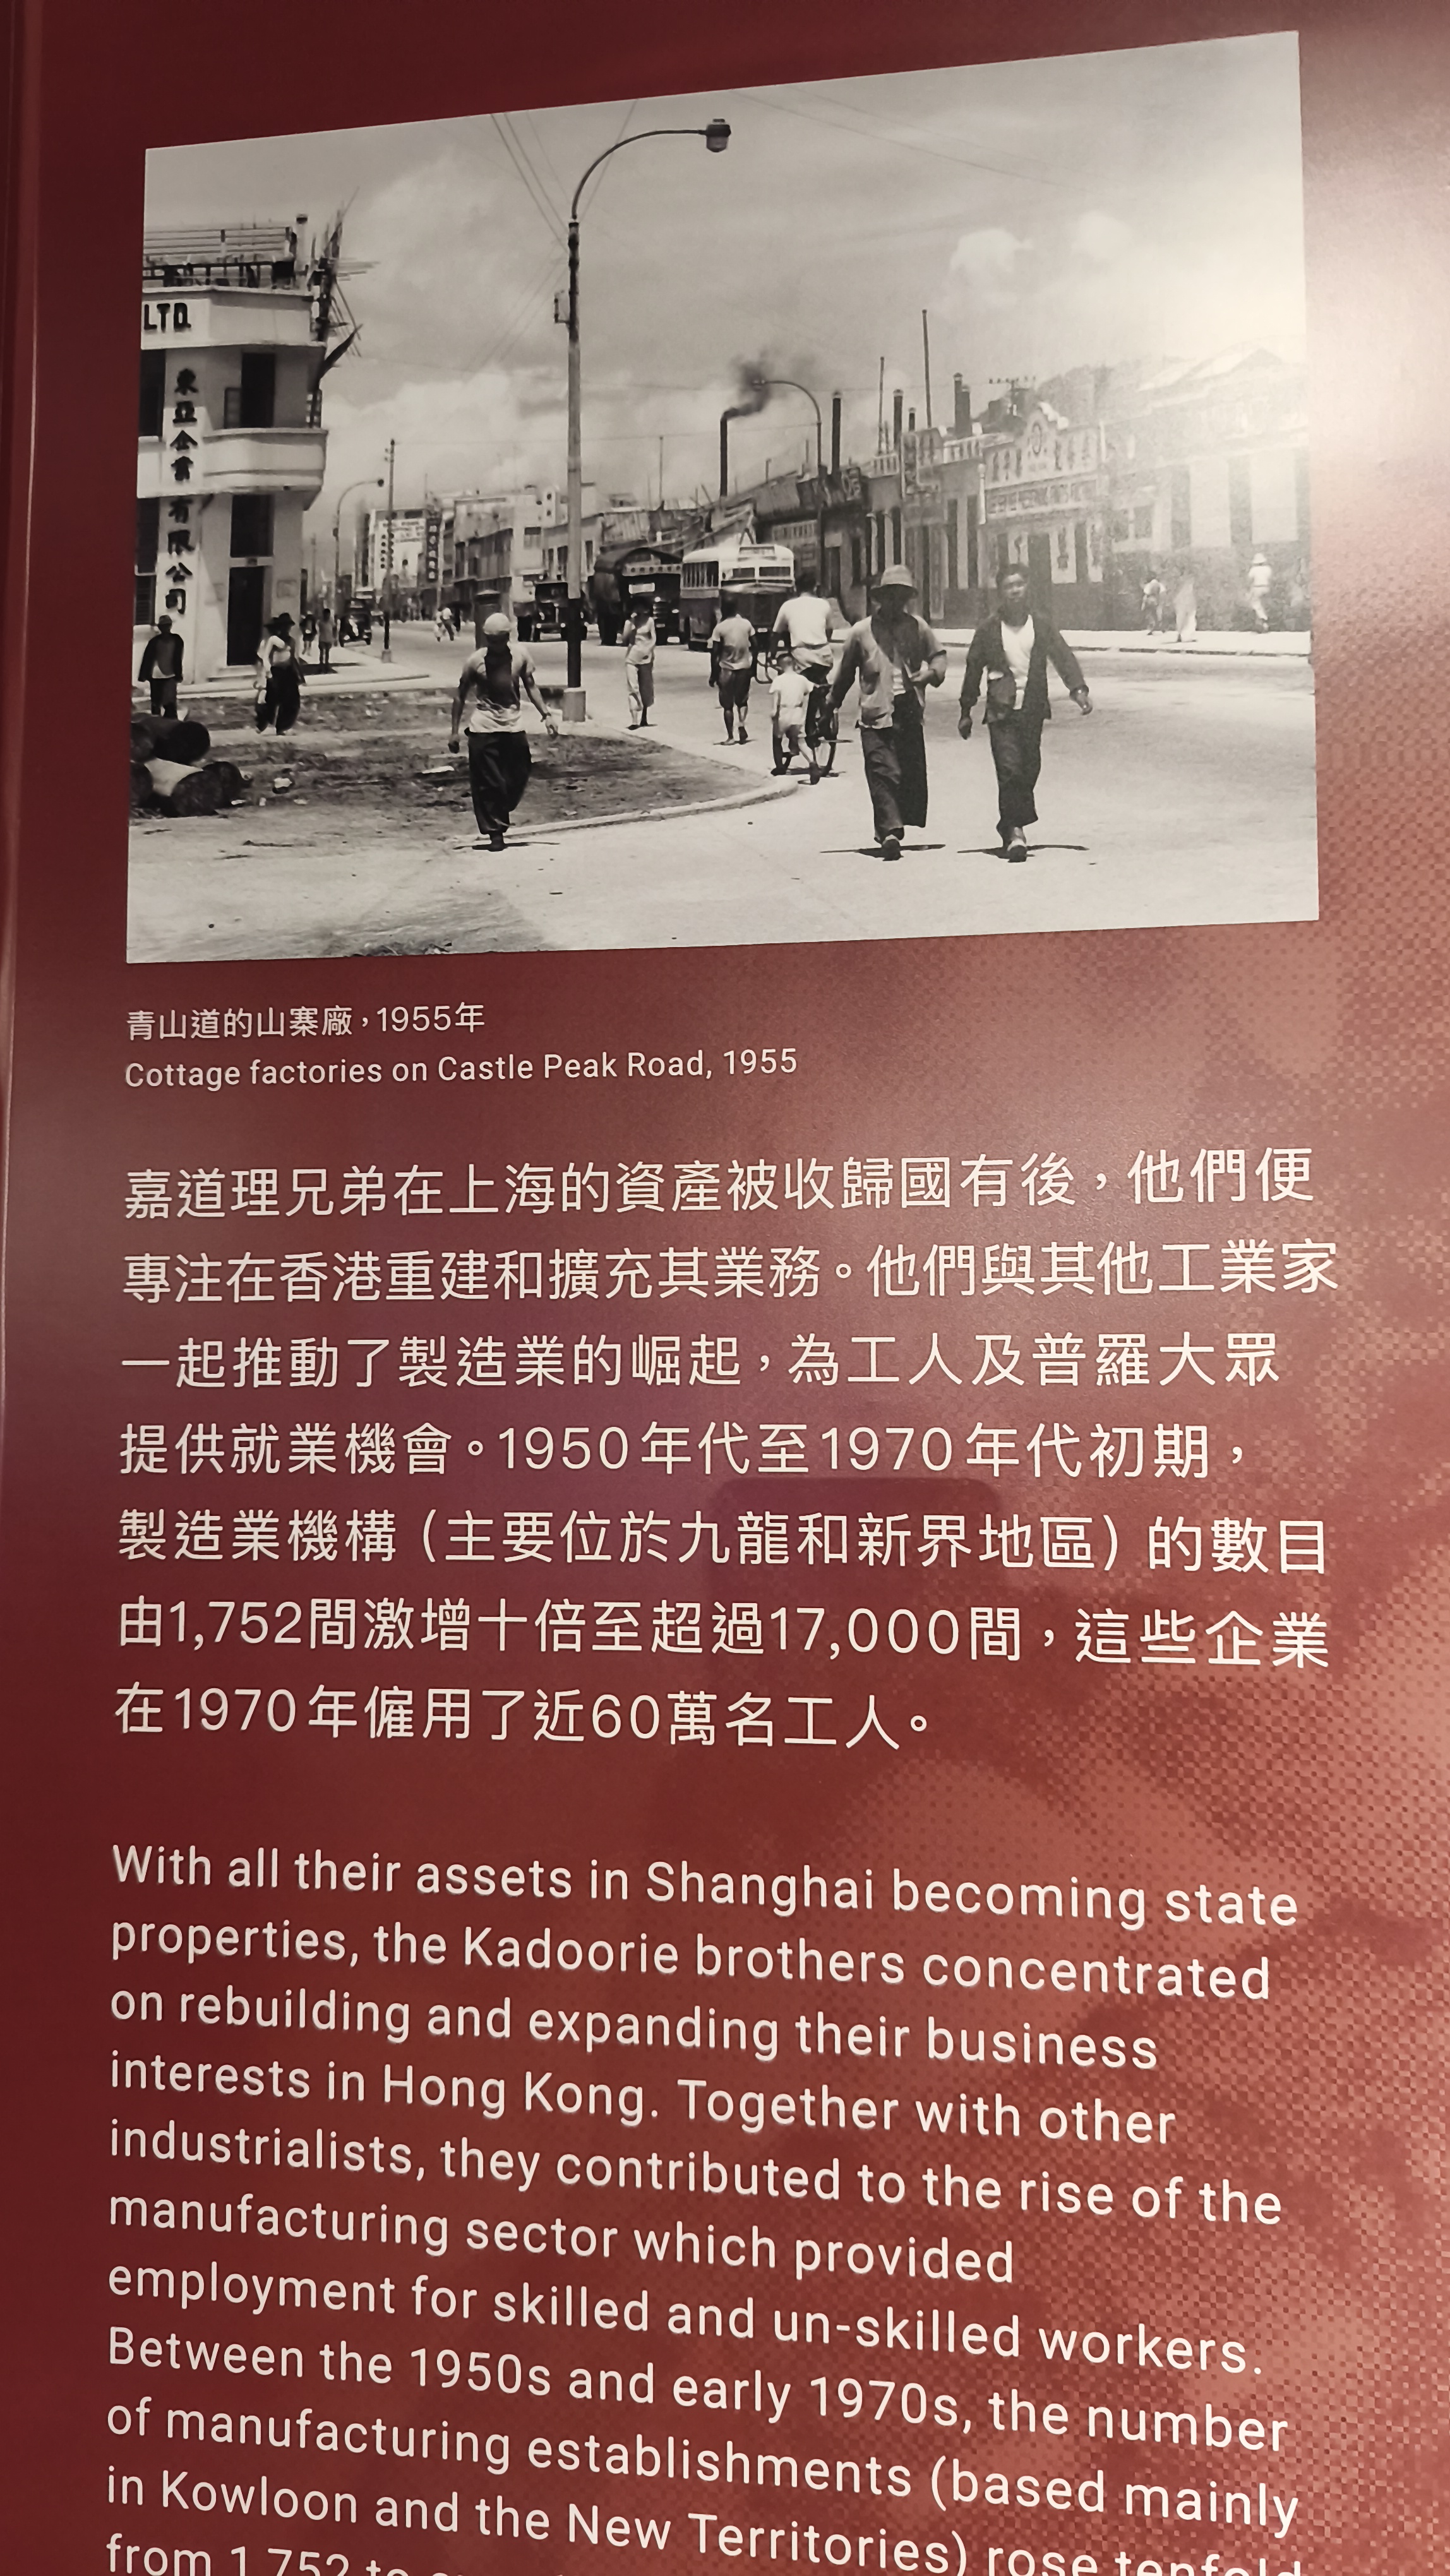 LTD.
東亞企業有限公司
青山道的山寨廠，1955年
Cottage factories on Castle Peak Road, 1955
嘉道理兄弟在上海的資產被收歸國有後，他們便
專注在香港重建和擴充其業務。他們與其他工業家
一起推動了製造業的崛起，為工人及普羅大眾
提供就業機會。1950年代至1970年代初期，
製造業機構（主要位於九龍和新界地區）的數目
由1,752間激增十倍至超過17,000間，這些企業
在1970年僱用了近60萬名工人。
With all their assets in Shanghai becoming state
properties, the Kadoorie brothers concentrated
on rebuilding and expanding their business
interests in Hong Kong. Together with other
industrialists, they contributed to the rise of the
manufacturing sector which provided
employment for skilled and un-skilled workers.
Between the 1950s and early 1970s, the number
of manufacturing establishments (based mainly
in Kowloon and the New Territories) rose tenfold
from 1,752 to